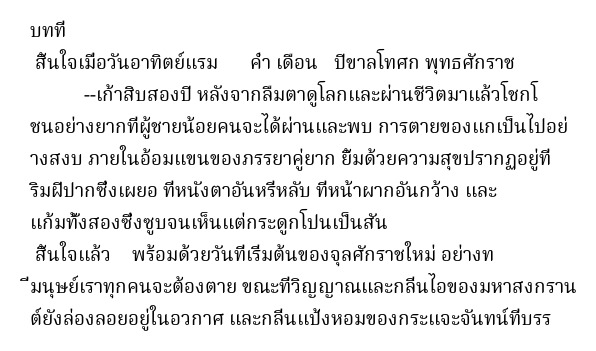 บทที่
สิ้นใจเมื่อวันอาทิตย์แรม ค่ำ เดือน ปีขาลโทศก พุทธศักราช
--เก้าสิบสองปี หลังจากลืมตาดูโลกและผ่านชีวิตมาแล้วโชกโ
ชนอย่างยากที่ผู้ชายน้อยคนจะได้ผ่านและพบ การตายของแกเป็นไปอย่
างสงบ ภายในอ้อมแขนของภรรยาคู่ยาก ยิ้มด้วยความสุขปรากฏอยู่ที่
ริมฝีปากซึ่งเผยอ ที่หนังตาอันหรี่หลับ ที่หน้าผากอันกว้าง และ
แก้มทั้งสองซึ่งซูบจนเห็นแต่กระดูกโปนเป็นสัน
สิ้นใจแล้ว พร้อมด้วยวันที่เริ่มต้นของจุลศักราชใหม่ อย่างท
ี่มนุษย์เราทุกคนจะต้องตาย ขณะที่วิญญาณและกลิ่นไอของมหาสงกราน
ต์ยังล่องลอยอยู่ในอวกาศ และกลิ่นแป้งหอมของกระแจะจันทน์ที่บรร